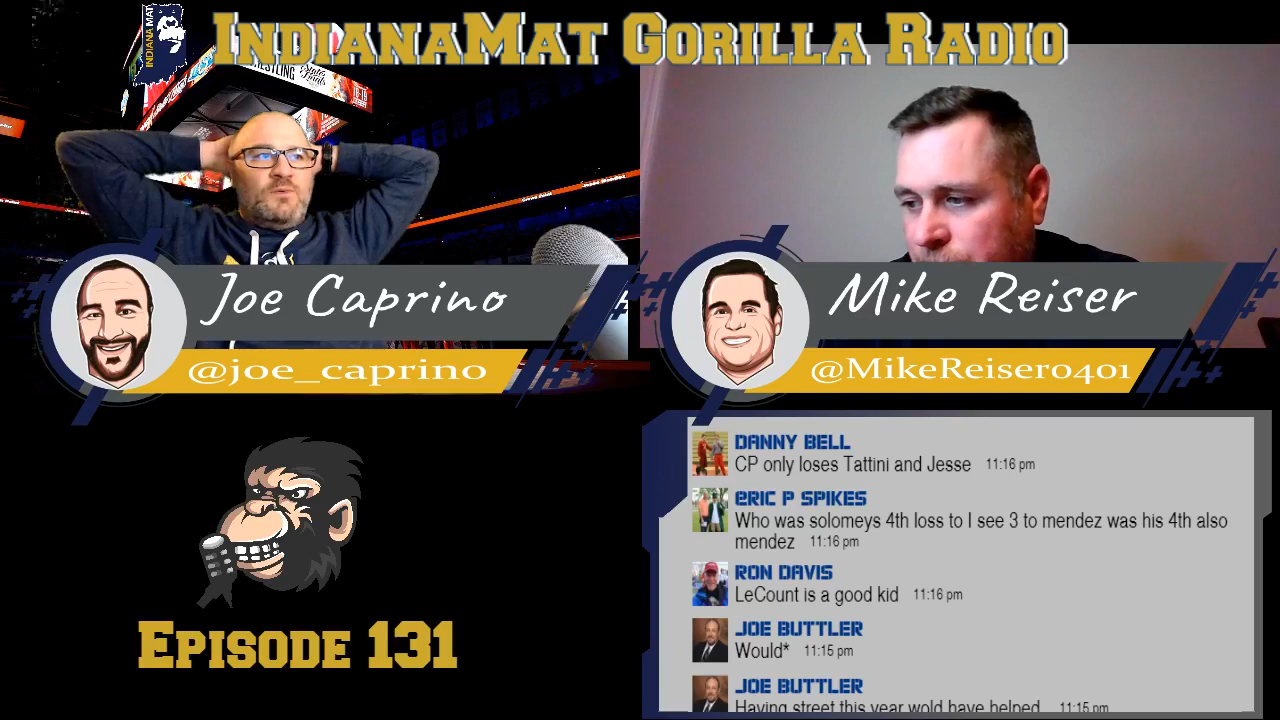 IndianaMat Gorilla Radio
INDIANA MAT
Joe Caprino
@joe_caprino
Mike Reiser
@MikeReiser0401
Episode 131
DANNY BELL
CP only loses Tattini and Jesse 11:16 pm
ERIC P SPIKES
Who was solomeys 4th loss to I see 3 to mendez was his 4th also
mendez 11:16 pm
RON DAVIS
LeCount is a good kid 11:16 pm
JOE BUTTLER
Would* 11:15 pm
JOE BUTTLER
Having street this year wold have helped 11:15 pm